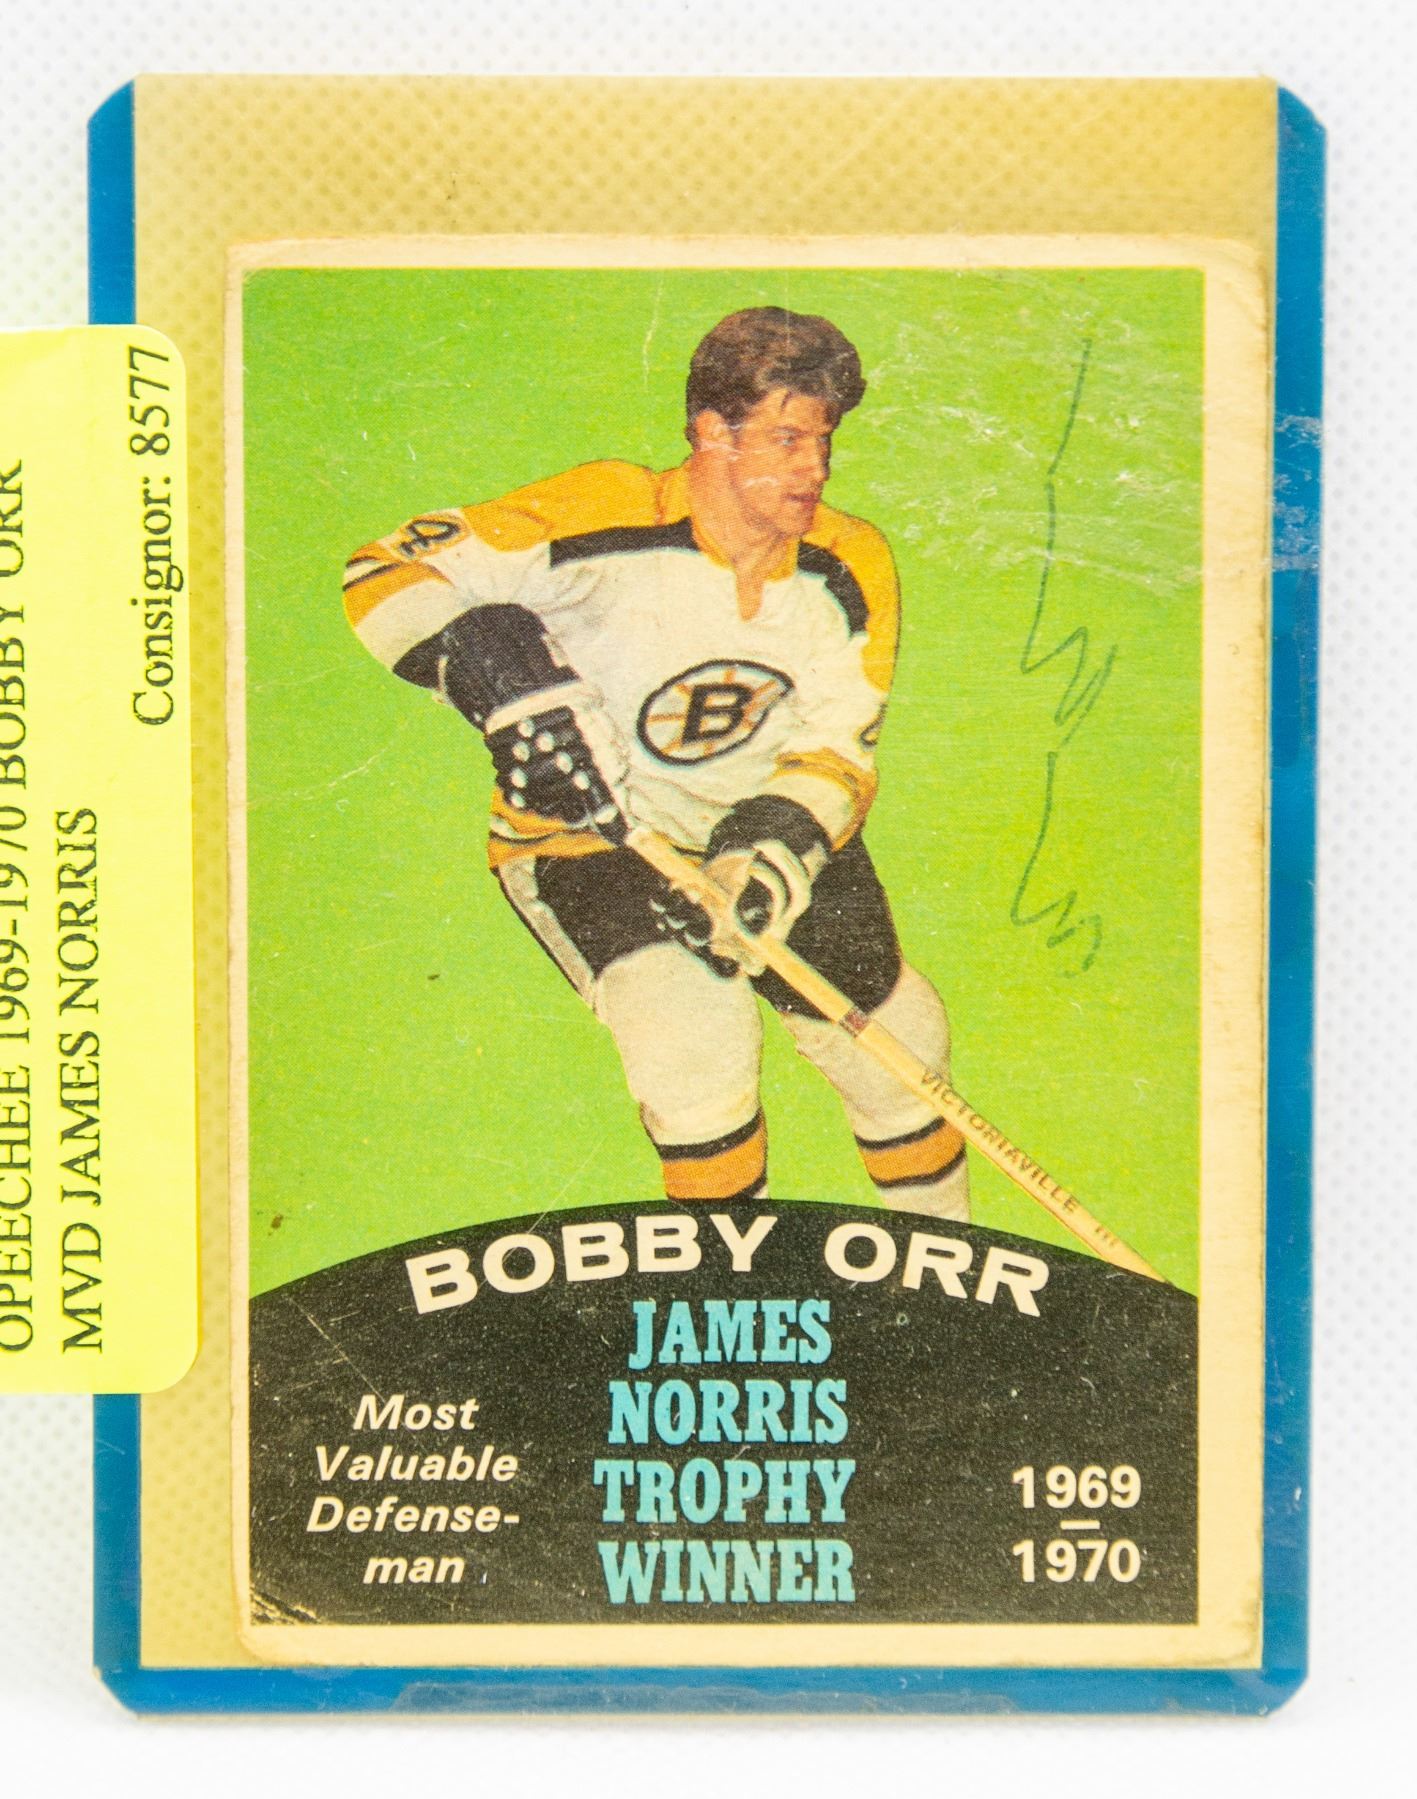 Consignor: 8577
OPEECHEE 1969-1970 BOBBY ORR
MVD JAMES NORRIS
4
B
VICTORIAVILLE
BOBBY ORR
JAMES
NORRIS
TROPHY
WINNER
Most
Valuable
Defense-
man
1969
–
1970